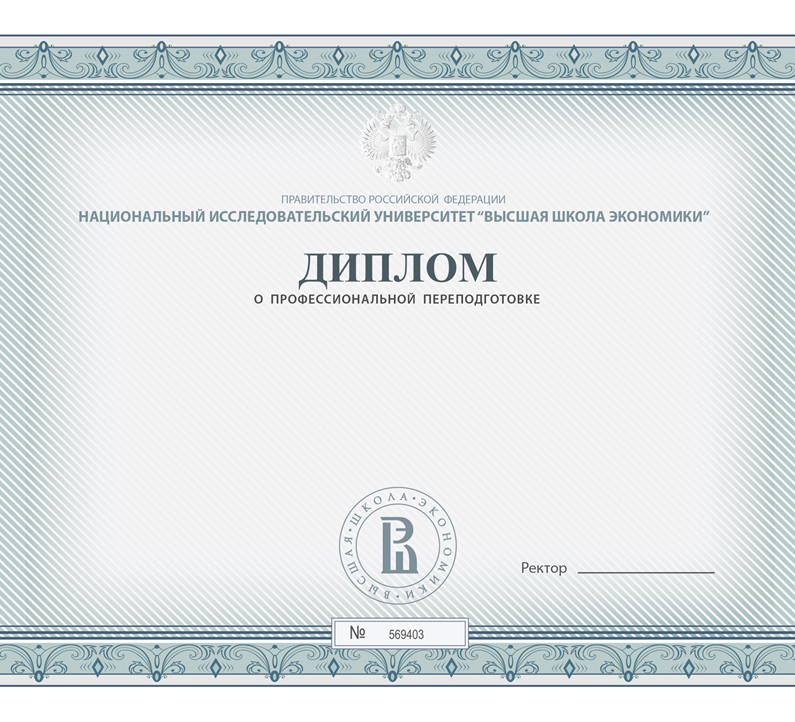 ПРАВИТЕЛЬСТВО РОССИЙСКОЙ ФЕДЕРАЦИИ
НАЦИОНАЛЬНЫЙ ИССЛЕДОВАТЕЛЬСКИЙ УНИВЕРСИТЕТ “ВЫСШАЯ ШКОЛА ЭКОНОМИКИ”
ДИПЛОМ
О ПРОФЕССИОНАЛЬНОЙ ПЕРЕПОДГОТОВКЕ
ВЫСШАЯ · ШКОЛА · ЭКОНОМИКИ ·
Ректор
№ 569403